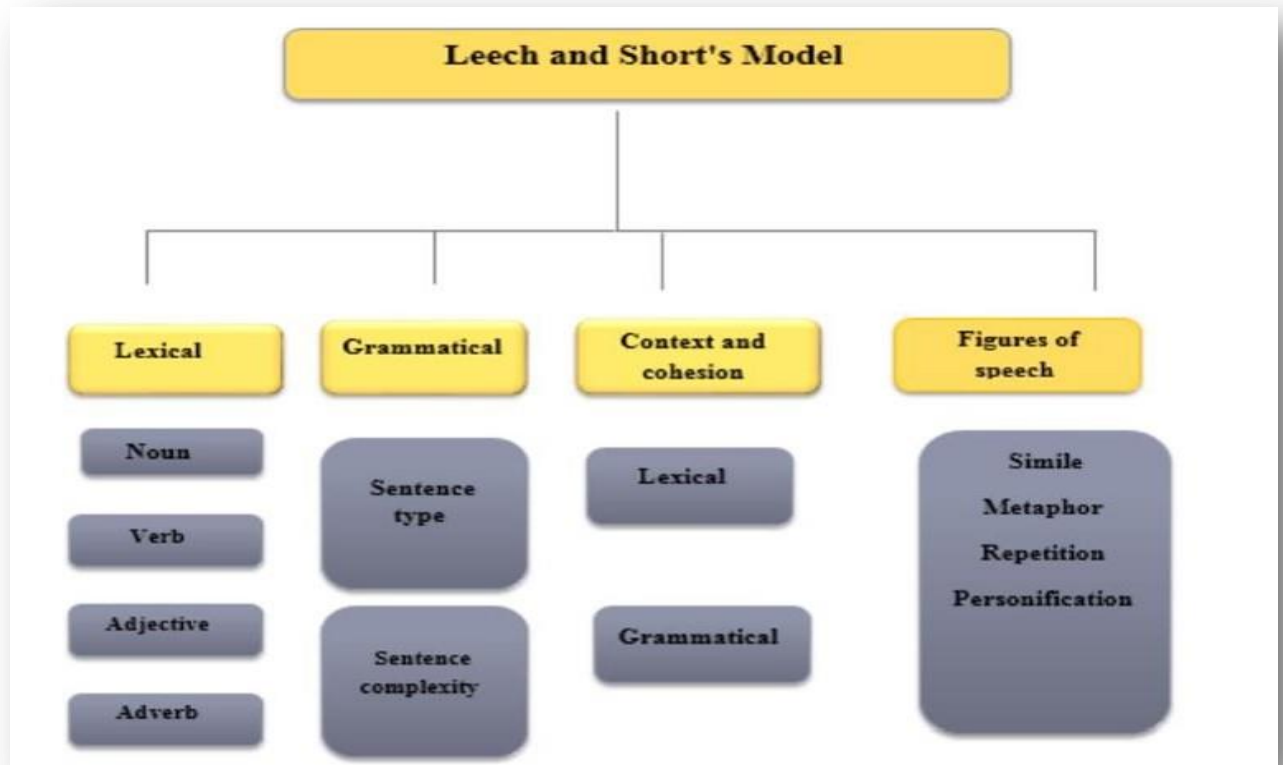 Leech and Short's Model
Lexical
Grammatical
Context and
cohesion
Figures of
speech
Noun
Verb
Adjective
Adverb
Sentence
type
Sentence
complexity
Lexical
Grammatical
Simile
Metaphor
Repetition
Personification